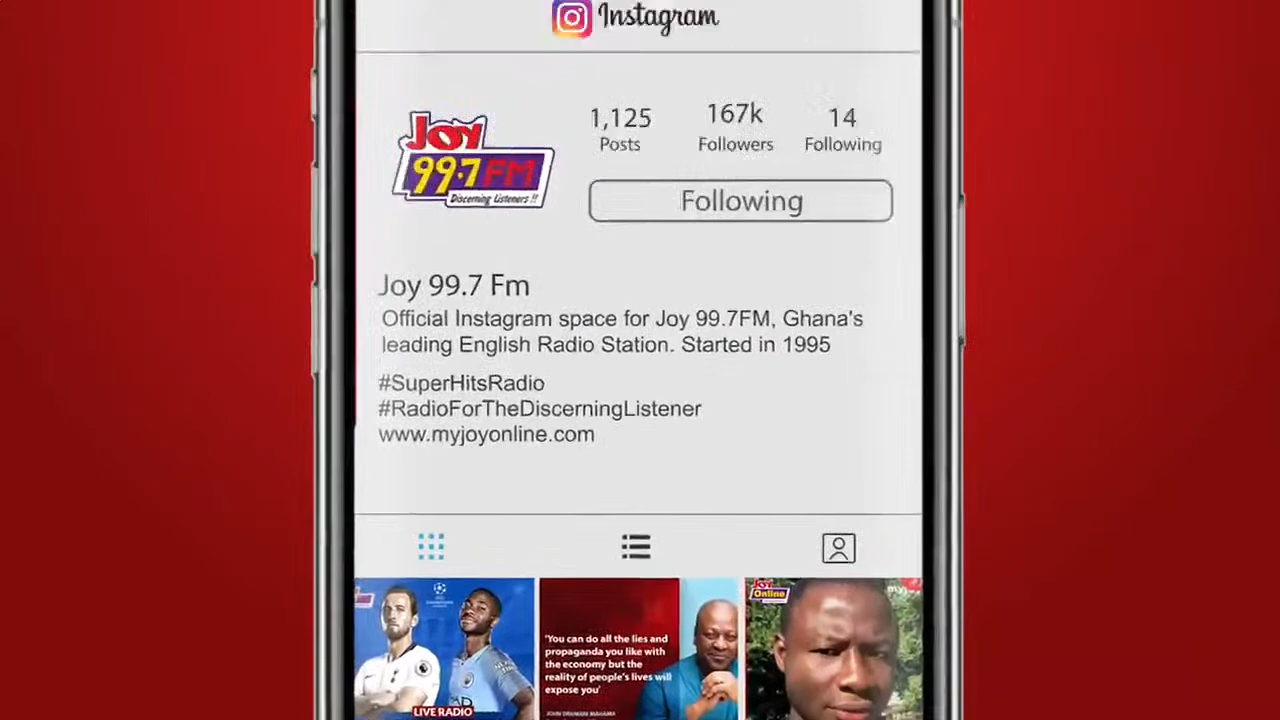 Instagram
JOY
99.7 FM
Discerning Listeners !!
1,125
Posts
167k
Followers
14
Following
Following
Joy 99.7 Fm
Official Instagram space for Joy 99.7FM, Ghana's
leading English Radio Station. Started in 1995
#SuperHitsRadio
#RadioForTheDiscerningListener
www.myjoyonline.com
LIVE RADIO
'You can do all the lies and
propaganda you like with
the economy but the
reality of people's lives will
expose you'
JOHN DRAMANI MAHAMA
JOY
Online
myj